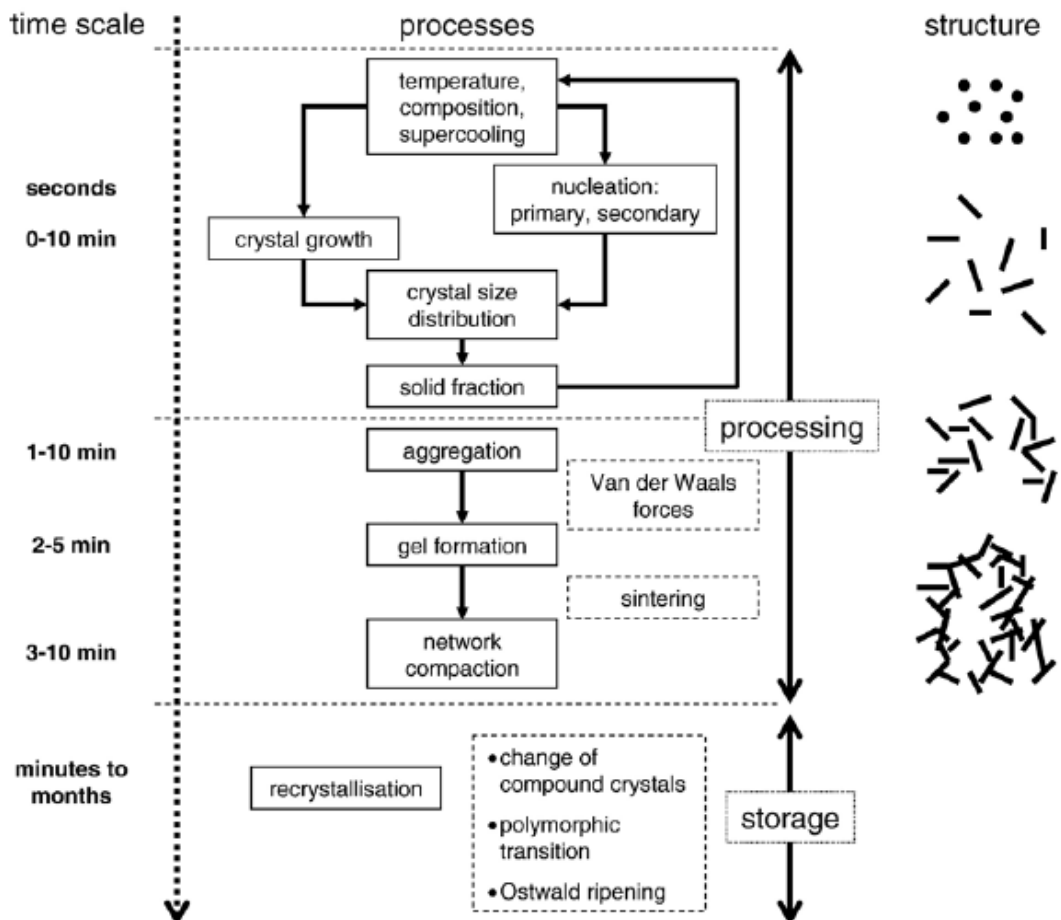 time scale
processes
structure
temperature,
composition,
supercooling
seconds
nucleation:
primary, secondary
0-10 min
crystal growth
crystal size
distribution
solid fraction
processing
1-10 min
aggregation
Van der Waals
forces
2-5 min
gel formation
sintering
3-10 min
network
compaction
minutes to
months
recrystallisation
•change of
compound crystals
•polymorphic
transition
•Ostwald ripening
storage